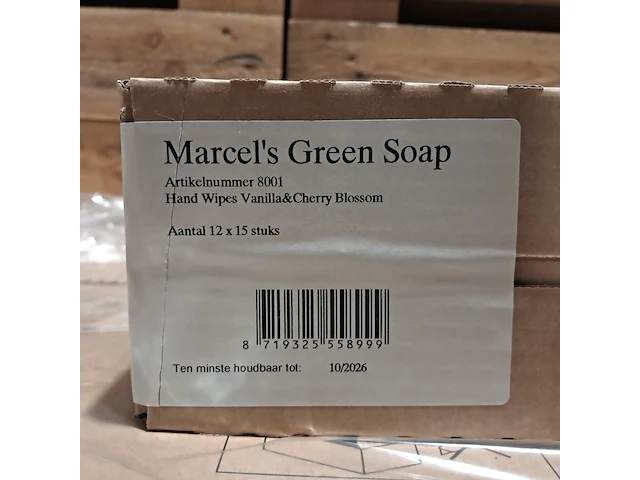 Marcel's Green Soap
Artikelnummer 8001
Hand Wipes Vanilla&Cherry Blossom
Aantal 12 x 15 stuks
8 719325 558999
Ten minste houdbaar tot: 10/2026